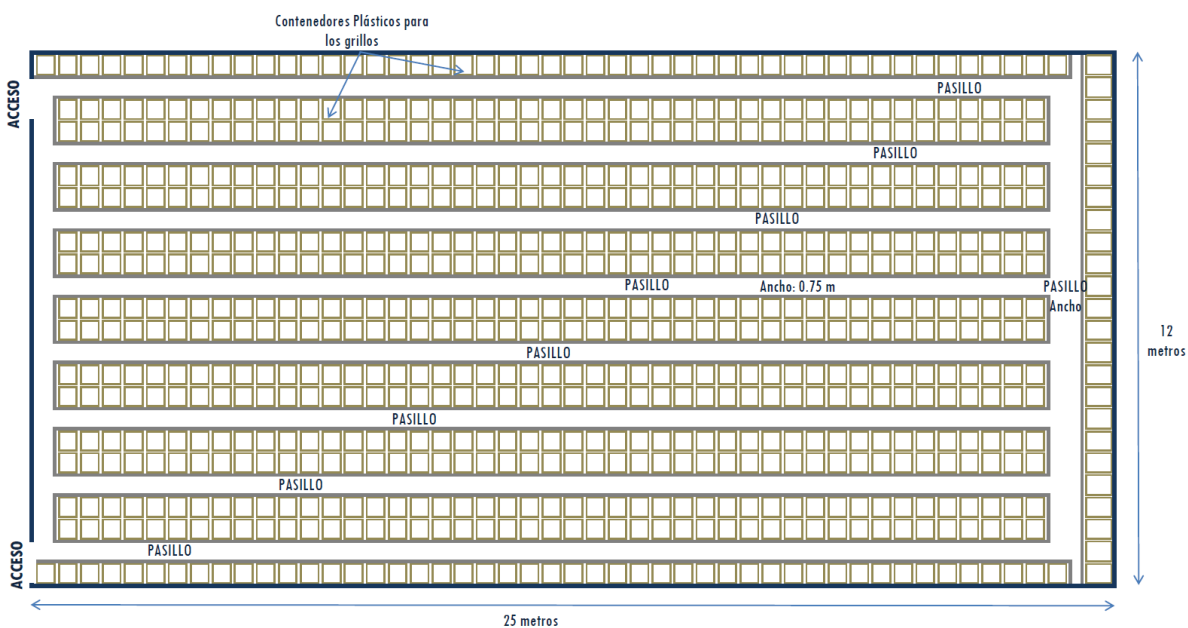 Contenedores Plásticos para
los grillos
ACCESO
PASILLO
PASILLO
PASILLO
PASILLO
Ancho: 0.75 m
PASILLO
Ancho
12
metros
PASILLO
PASILLO
PASILLO
PASILLO
ACCESO
25 metros